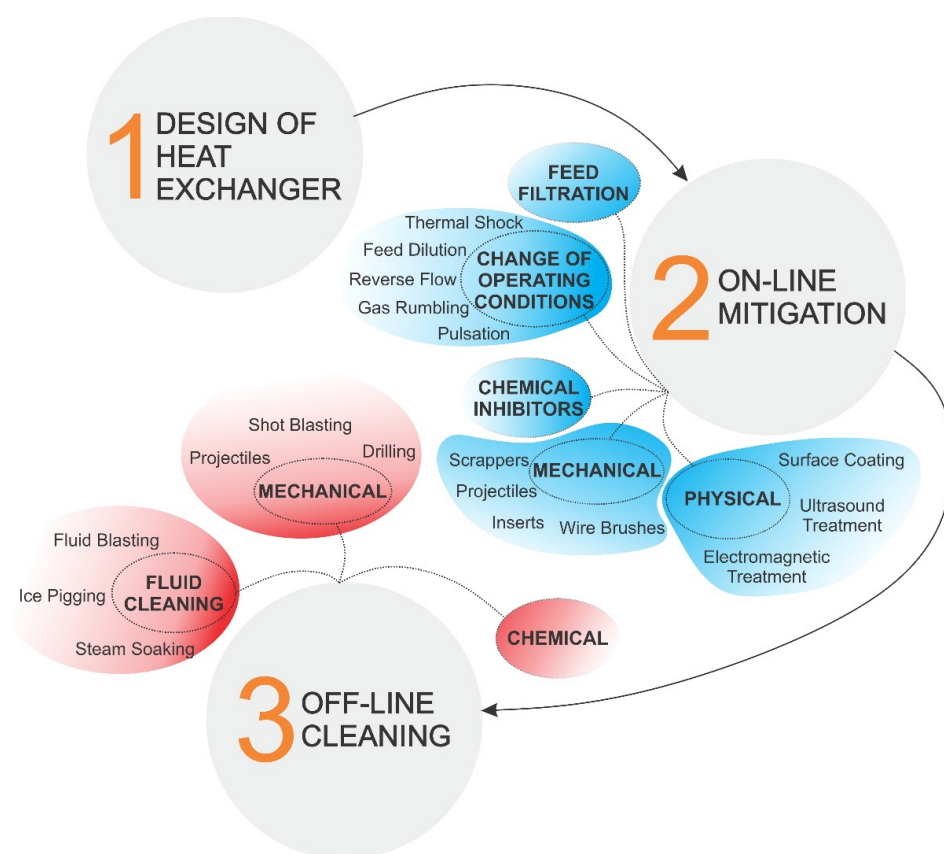 1
DESIGN OF
HEAT
EXCHANGER
FEED
FILTRATION
Thermal Shock
Feed Dilution
Reverse Flow
Gas Rumbling
Pulsation
CHANGE OF
OPERATING
CONDITIONS
2
ON-LINE
MITIGATION
CHEMICAL
INHIBITORS
Scrappers
Projectiles
Inserts
Wire Brushes
MECHANICAL
PHYSICAL
Surface Coating
Ultrasound
Treatment
Electromagnetic
Treatment
Shot Blasting
Projectiles
Drilling
MECHANICAL
Fluid Blasting
Ice Pigging
Steam Soaking
FLUID
CLEANING
CHEMICAL
3
OFF-LINE
CLEANING